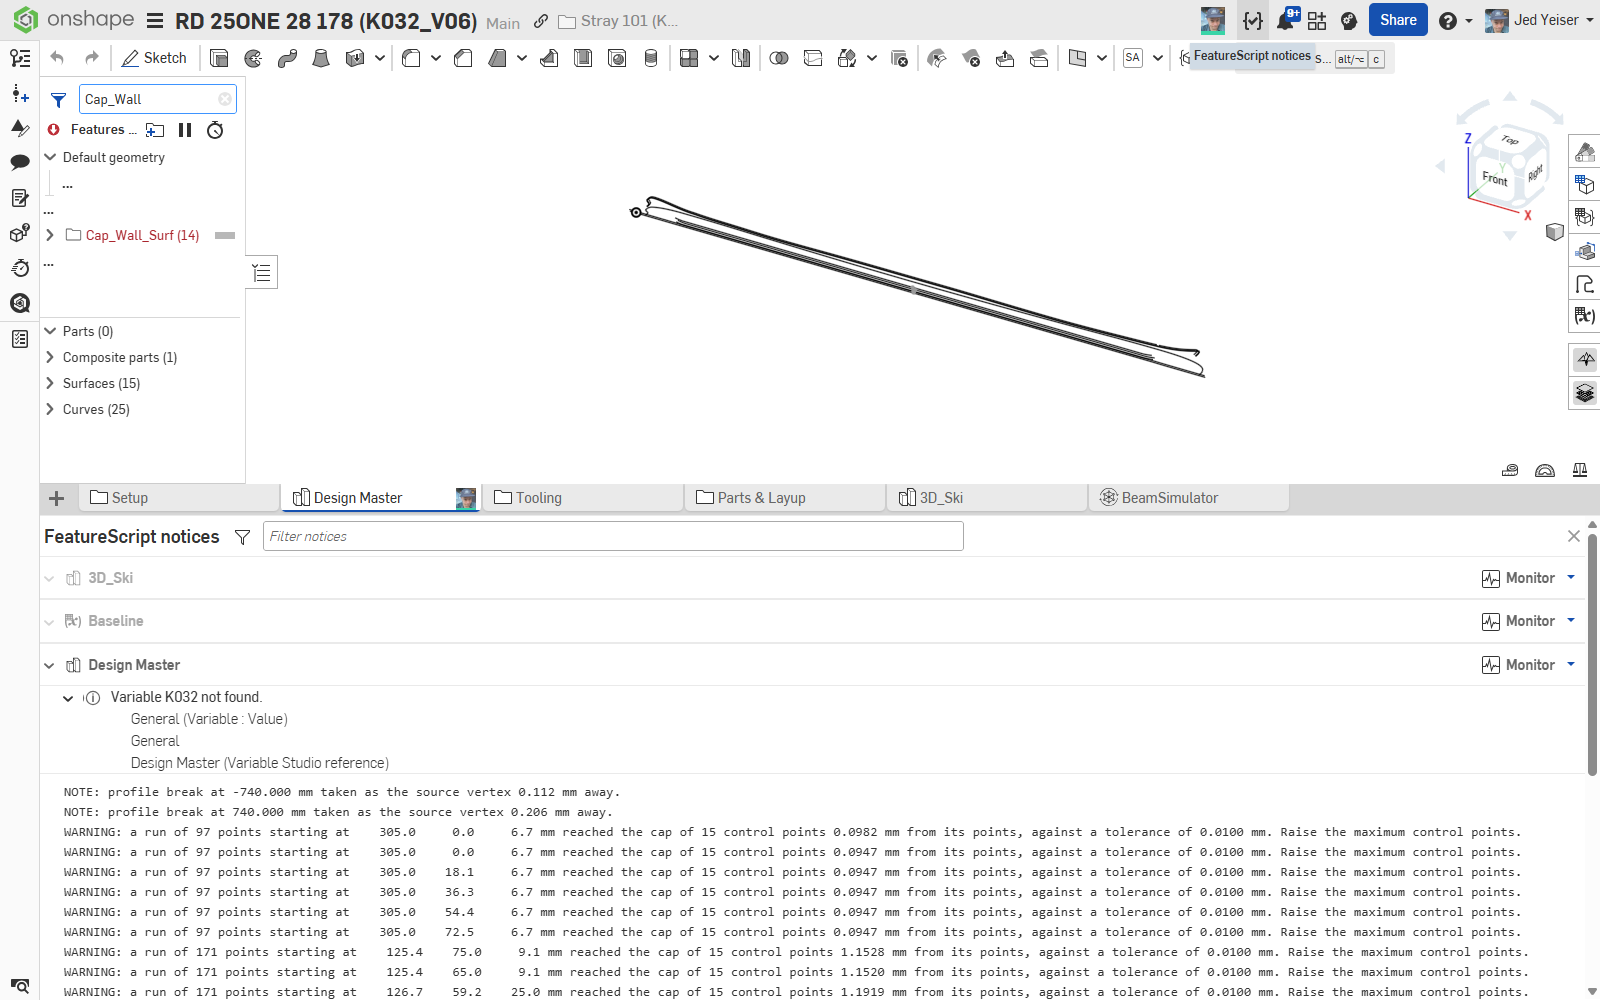 onshape RD 25ONE 28 178 (K032_V06) Main Stray 101 (K... 9+ Share Jed Yeiser
Sketch SA FeatureScript notices s... alt/⌥ c
Cap_Wall
Features ...
Default geometry
...
...
Cap_Wall_Surf (14)
...
Parts (0)
Composite parts (1)
Surfaces (15)
Curves (25)
Z
Top
Y
Front
Right
X
Setup Design Master Tooling Parts & Layup 3D_Ski BeamSimulator
FeatureScript notices Filter notices
3D_Ski Monitor
Baseline Monitor
Design Master Monitor
Variable K032 not found.
General (Variable : Value)
General
Design Master (Variable Studio reference)
NOTE: profile break at -740.000 mm taken as the source vertex 0.112 mm away.
NOTE: profile break at 740.000 mm taken as the source vertex 0.206 mm away.
WARNING: a run of 97 points starting at 305.0 0.0 6.7 mm reached the cap of 15 control points 0.0982 mm from its points, against a tolerance of 0.0100 mm. Raise the maximum control points.
WARNING: a run of 97 points starting at 305.0 0.0 6.7 mm reached the cap of 15 control points 0.0947 mm from its points, against a tolerance of 0.0100 mm. Raise the maximum control points.
WARNING: a run of 97 points starting at 305.0 18.1 6.7 mm reached the cap of 15 control points 0.0947 mm from its points, against a tolerance of 0.0100 mm. Raise the maximum control points.
WARNING: a run of 97 points starting at 305.0 36.3 6.7 mm reached the cap of 15 control points 0.0947 mm from its points, against a tolerance of 0.0100 mm. Raise the maximum control points.
WARNING: a run of 97 points starting at 305.0 54.4 6.7 mm reached the cap of 15 control points 0.0947 mm from its points, against a tolerance of 0.0100 mm. Raise the maximum control points.
WARNING: a run of 97 points starting at 305.0 72.5 6.7 mm reached the cap of 15 control points 0.0947 mm from its points, against a tolerance of 0.0100 mm. Raise the maximum control points.
WARNING: a run of 171 points starting at 125.4 75.0 9.1 mm reached the cap of 15 control points 1.1528 mm from its points, against a tolerance of 0.0100 mm. Raise the maximum control points.
WARNING: a run of 171 points starting at 125.4 65.0 9.1 mm reached the cap of 15 control points 1.1520 mm from its points, against a tolerance of 0.0100 mm. Raise the maximum control points.
WARNING: a run of 171 points starting at 126.7 59.2 25.0 mm reached the cap of 15 control points 1.1919 mm from its points, against a tolerance of 0.0100 mm. Raise the maximum control points.